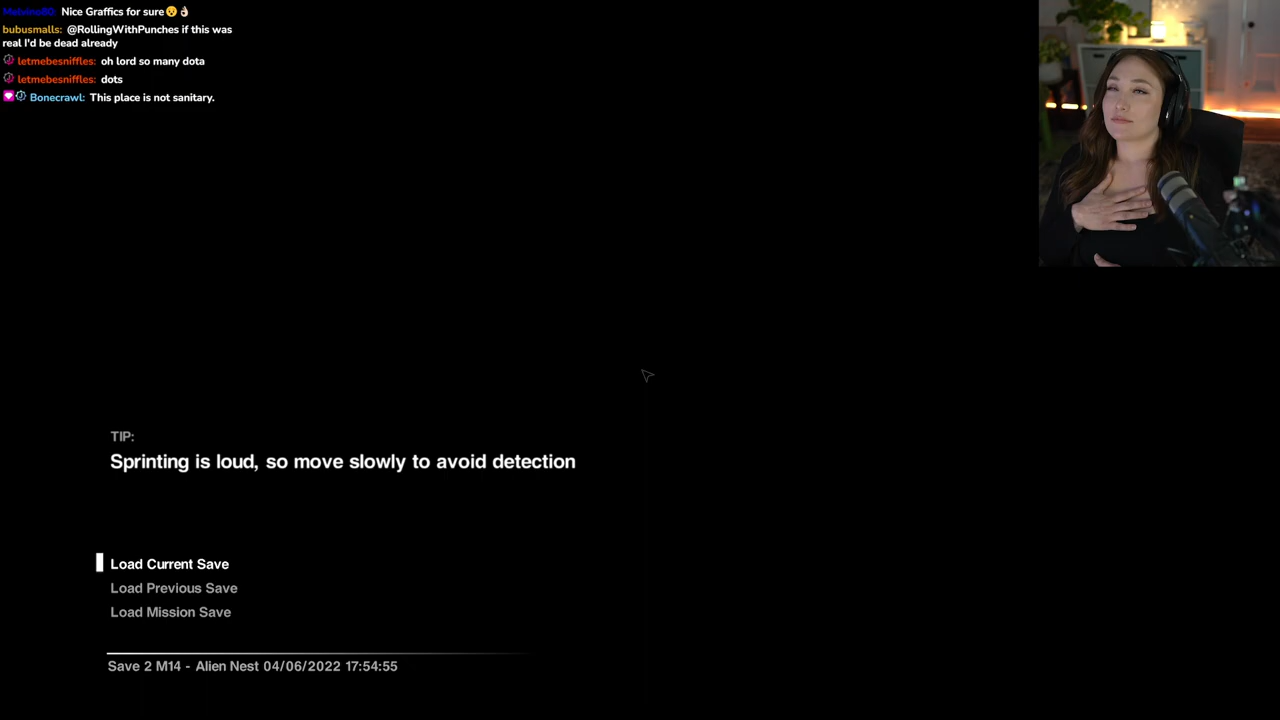 Melvino80: Nice Graffics for sure😮👌🏻
bubusmalls: @RollingWithPunches if this was
real I'd be dead already
letmebesniffles: oh lord so many dota
letmebesniffles: dots
Bonecrawl: This place is not sanitary.
TIP:
Sprinting is loud, so move slowly to avoid detection
Load Current Save
Load Previous Save
Load Mission Save
Save 2 M14 - Alien Nest 04/06/2022 17:54:55